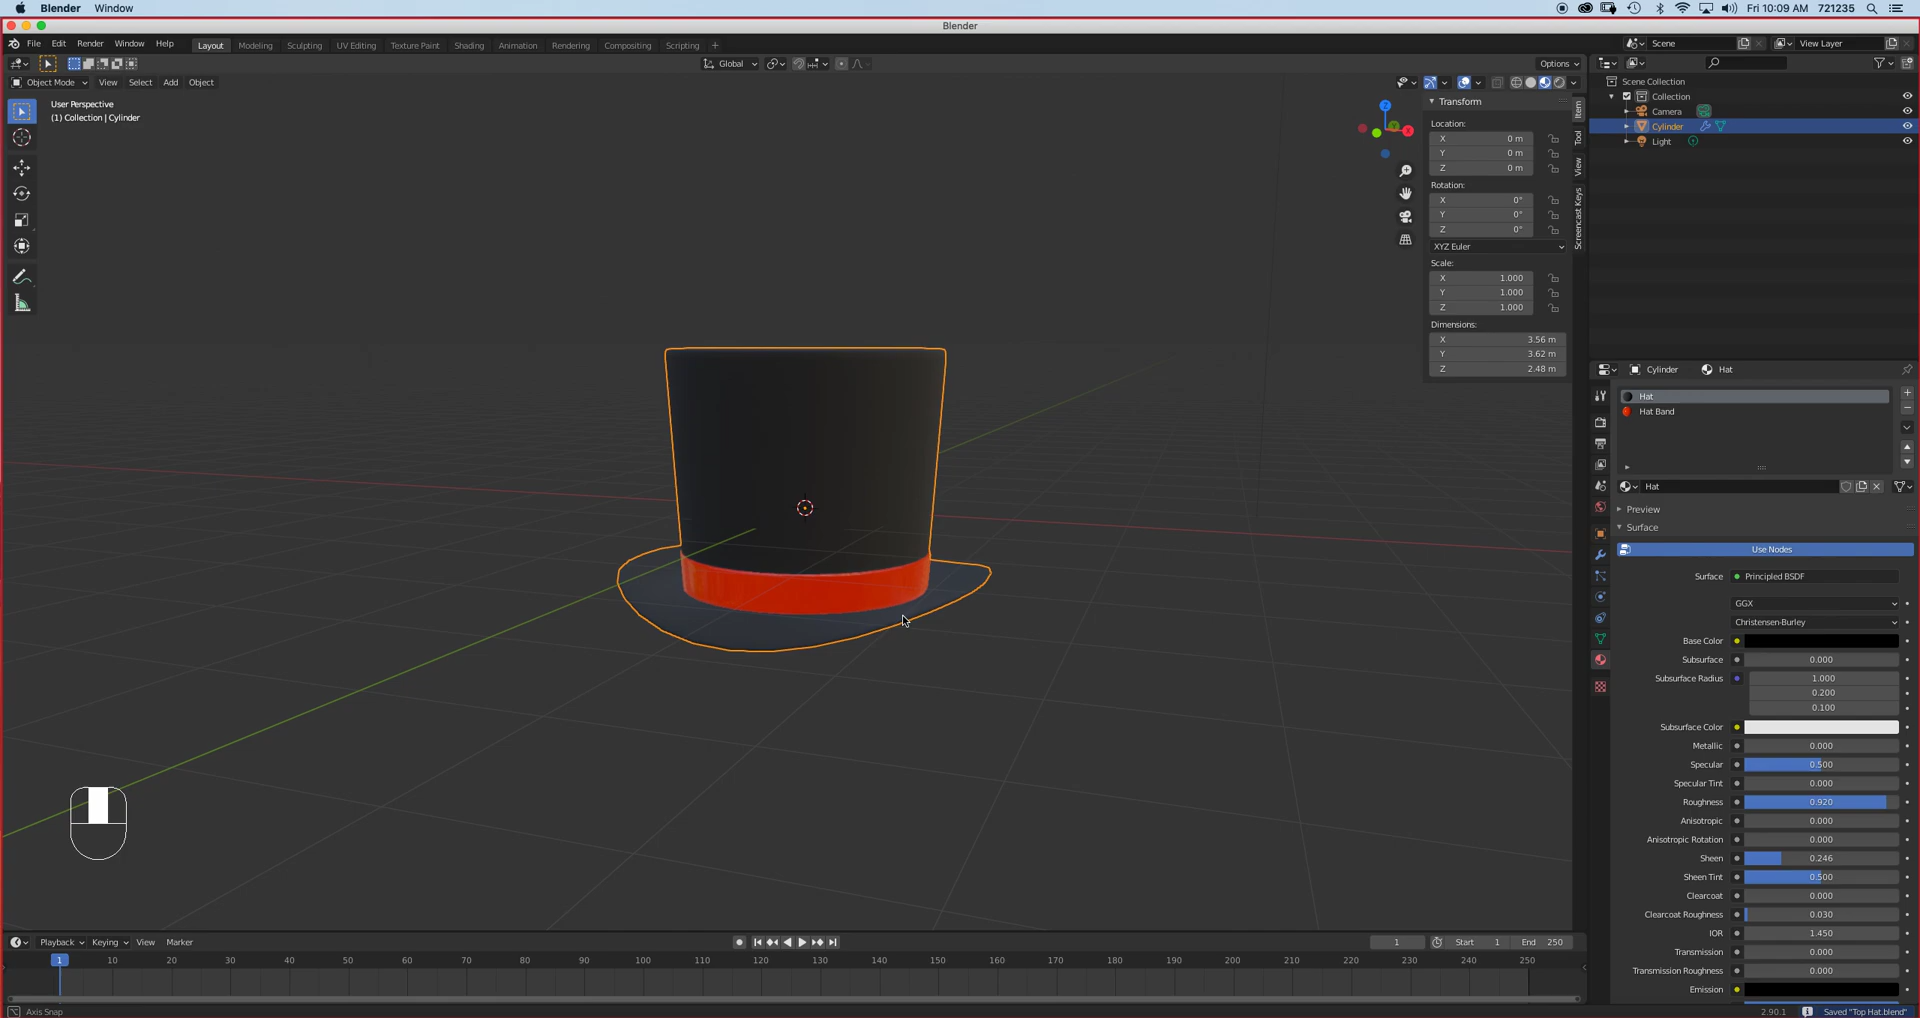 Blender Window Fri 10:09 AM 721235
Blender
File Edit Render Window Help Layout Modeling Sculpting UV Editing Texture Paint Shading Animation Rendering Compositing Scripting + Scene View Layer
Global Options
Object Mode View Select Add Object
User Perspective
(1) Collection | Cylinder
Z
X
Y
Transform
Location:
X 0 m
Y 0 m
Z 0 m
Rotation:
X 0°
Y 0°
Z 0°
XYZ Euler
Scale:
X 1.000
Y 1.000
Z 1.000
Dimensions:
X 3.56 m
Y 3.62 m
Z 2.48 m
Item
Tool
View
Screencast Keys
Scene Collection
Collection
Camera
Cylinder
Light
Cylinder Hat
Hat
Hat Band
Hat
Preview
Surface
Use Nodes
Surface Principled BSDF
GGX
Christensen-Burley
Base Color
Subsurface 0.000
Subsurface Radius 1.000
0.200
0.100
Subsurface Color
Metallic 0.000
Specular 0.500
Specular Tint 0.000
Roughness 0.920
Anisotropic 0.000
Anisotropic Rotation 0.000
Sheen 0.246
Sheen Tint 0.500
Clearcoat 0.000
Clearcoat Roughness 0.030
IOR 1.450
Transmission 0.000
Transmission Roughness 0.000
Emission
Playback Keying View Marker 1 Start 1 End 250
1 10 20 30 40 50 60 70 80 90 100 110 120 130 140 150 160 170 180 190 200 210 220 230 240 250
Axis Snap 2.90.1 Saved "Top Hat.blend"